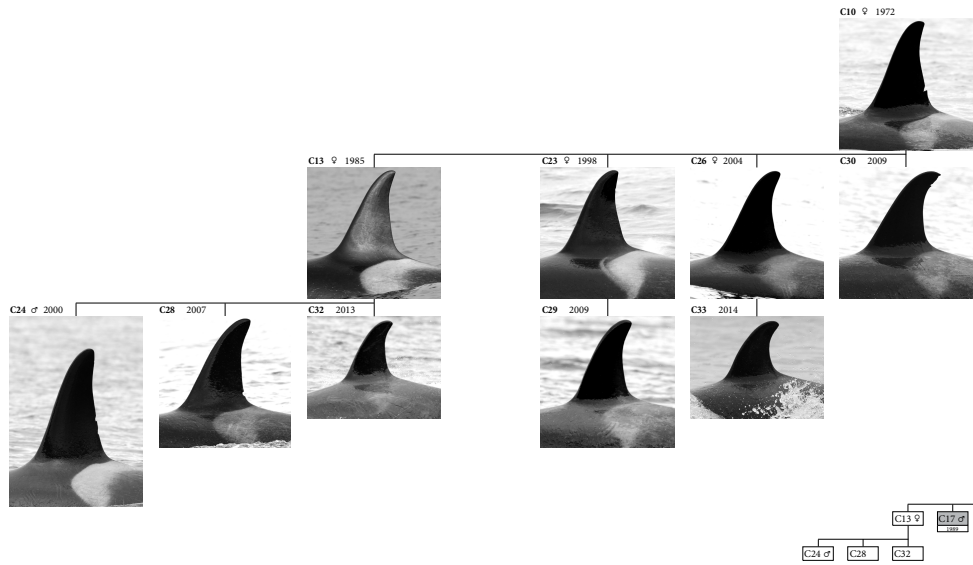 C10 ♀ 1972
C13 ♀ 1985
C23 ♀ 1998
C26 ♀ 2004
C30 2009
C24 ♂ 2000
C28 2007
C32 2013
C29 2009
C33 2014
C13 ♀
C17 ♂
1989
C24 ♂
C28
C32